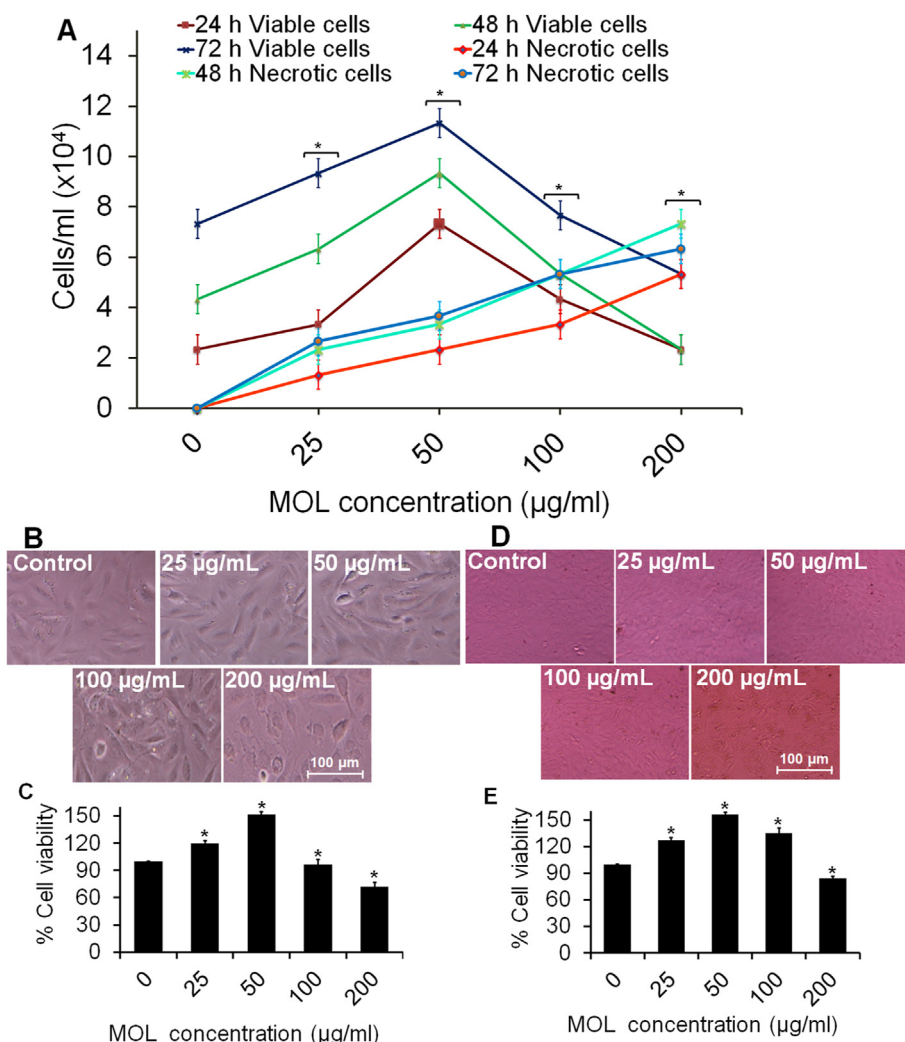 A
24 h Viable cells
48 h Viable cells
72 h Viable cells
24 h Necrotic cells
48 h Necrotic cells
72 h Necrotic cells
Cells/ml (x10⁴)
14
12
10
8
6
4
2
0
* * * *
0 25 50 100 200
MOL concentration (µg/ml)
B
Control 25 µg/mL 50 µg/mL
100 µg/mL 200 µg/mL
100 µm
D
Control 25 µg/mL 50 µg/mL
100 µg/mL 200 µg/mL
100 µm
C
% Cell viability
150
120
90
60
30
0
* * * *
0 25 50 100 200
MOL concentration (µg/ml)
E
% Cell viability
150
120
90
60
30
0
* * * *
0 25 50 100 200
MOL concentration (µg/ml)